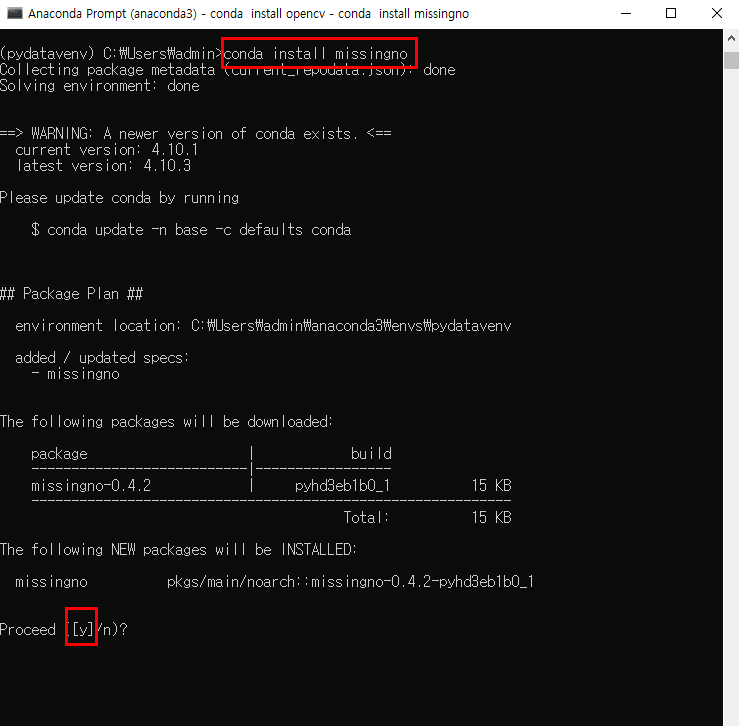 Anaconda Prompt (anaconda3) - conda install opencv - conda install missingno
(pydatavenv) C:₩Users₩admin>conda install missingno
Collecting package metadata (current_repodata.json): done
Solving environment: done
==> WARNING: A newer version of conda exists. <==
current version: 4.10.1
latest version: 4.10.3
Please update conda by running
$ conda update -n base -c defaults conda
## Package Plan ##
environment location: C:₩Users₩admin₩anaconda3₩envs₩pydatavenv
added / updated specs:
- missingno
The following packages will be downloaded:
package | build
---------------------------|-----------------
missingno-0.4.2 | pyhd3eb1b0_1 15 KB
------------------------------------------------------------
Total: 15 KB
The following NEW packages will be INSTALLED:
missingno pkgs/main/noarch::missingno-0.4.2-pyhd3eb1b0_1
Proceed ([y]/n)?